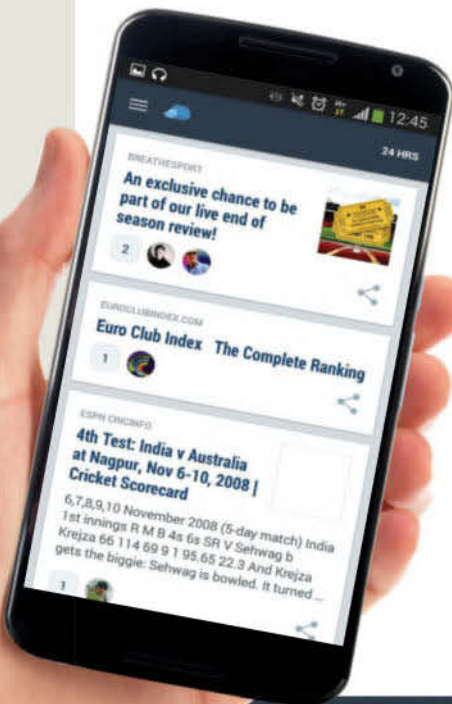 12:45
24 HRS
BREATHESPORT
An exclusive chance to be
part of our live end of
season review!
2
EUROCLUBINDEX.COM
Euro Club Index The Complete Ranking
1
ESPN CRICINFO
4th Test: India v Australia
at Nagpur, Nov 6-10, 2008 |
Cricket Scorecard
6,7,8,9,10 November 2008 (5-day match) India
1st innings R M B 4s 6s SR V Sehwag b
Krejza 66 114 69 9 1 95.65 22.3 And Krejza
gets the biggie: Sehwag is bowled. It turned ...
1